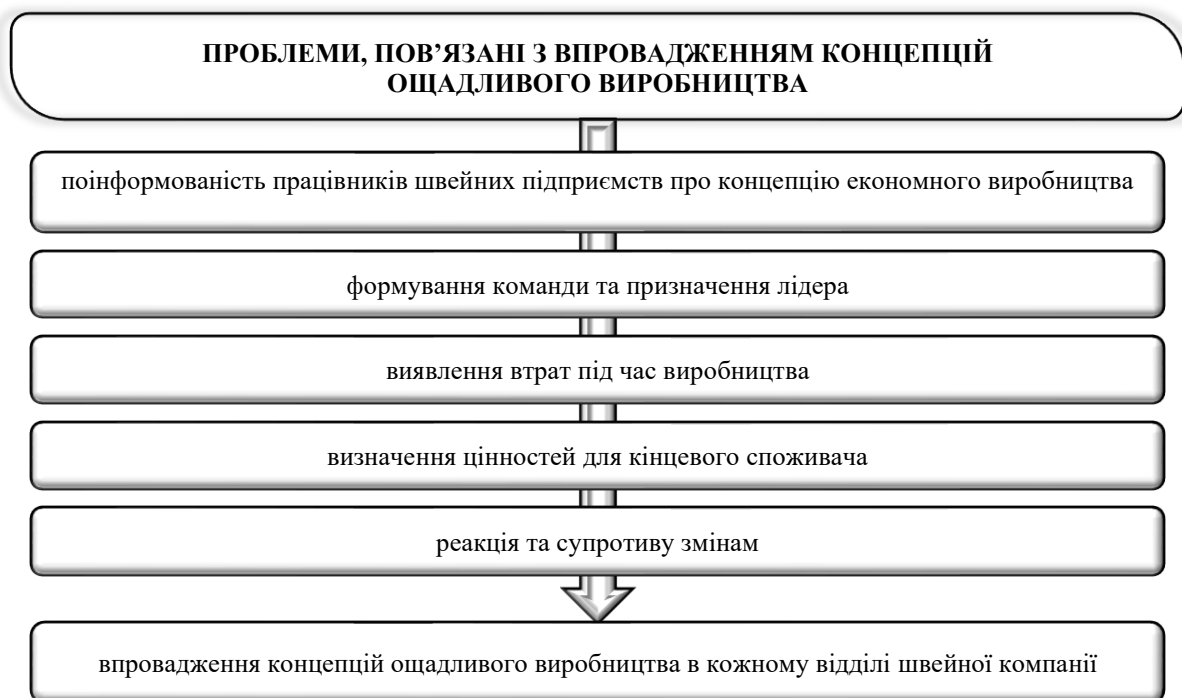 ПРОБЛЕМИ, ПОВ’ЯЗАНІ З ВПРОВАДЖЕННЯМ КОНЦЕПЦІЙ
ОЩАДЛИВОГО ВИРОБНИЦТВА
поінформованість працівників швейних підприємств про концепцію економного виробництва
формування команди та призначення лідера
виявлення втрат під час виробництва
визначення цінностей для кінцевого споживача
реакція та супротиву змінам
впровадження концепцій ощадливого виробництва в кожному відділі швейної компанії